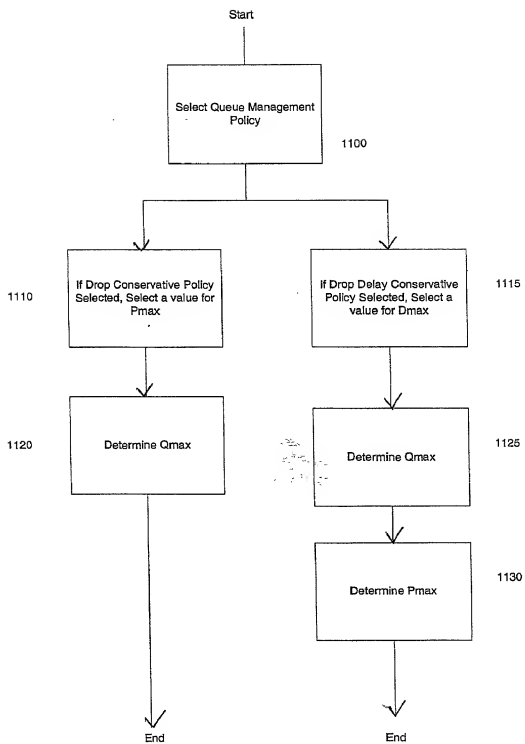 Start
Select Queue Management
Policy
1100
1110
If Drop Conservative Policy
Selected, Select a value for
Pmax
If Drop Delay Conservative
Policy Selected, Select a
value for Dmax
1115
1120
Determine Qmax
Determine Qmax
1125
Determine Pmax
1130
End
End